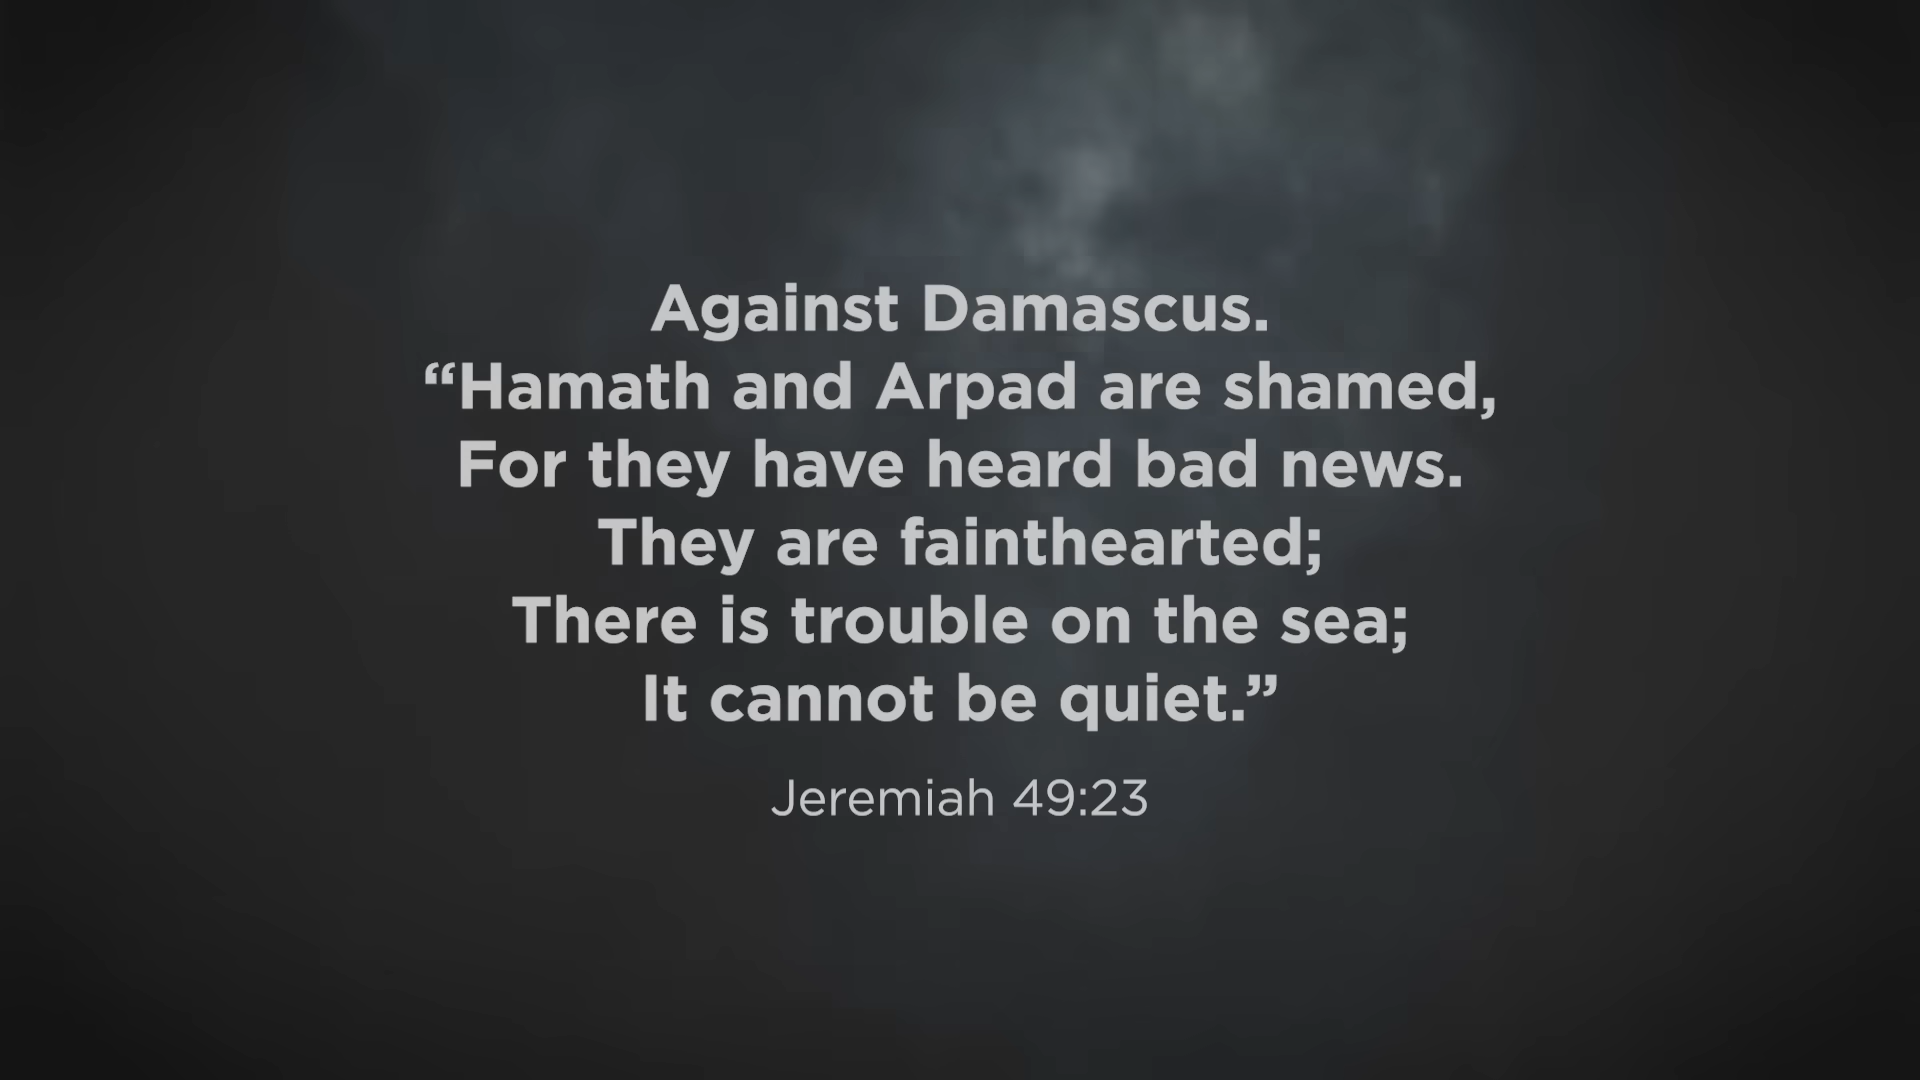 Against Damascus.
“Hamath and Arpad are shamed,
For they have heard bad news.
They are fainthearted;
There is trouble on the sea;
It cannot be quiet.”
Jeremiah 49:23